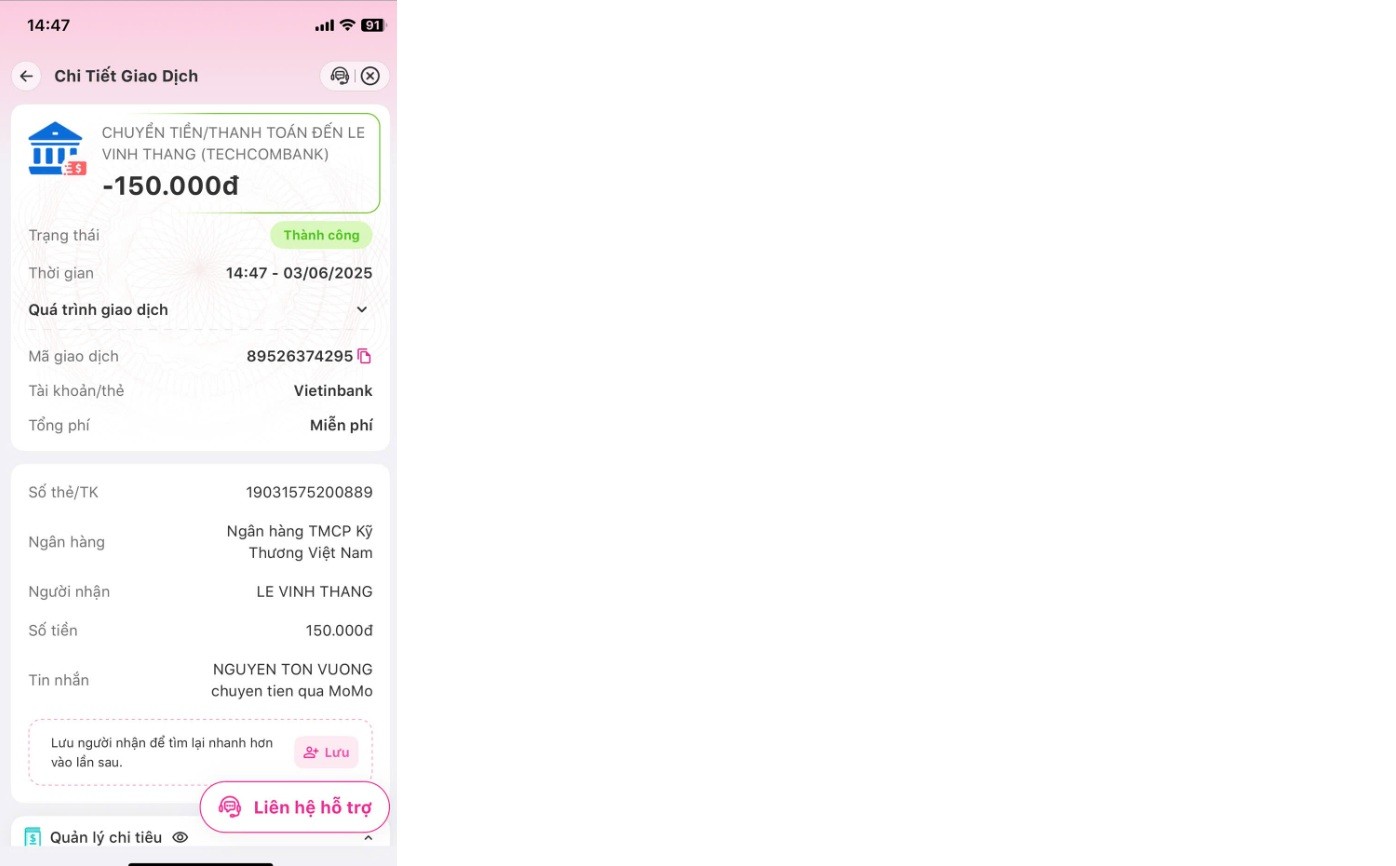 14:47
91
Chi Tiết Giao Dịch
CHUYỂN TIỀN/THANH TOÁN ĐẾN LE
VINH THANG (TECHCOMBANK)
$
-150.000đ
Trạng thái Thành công
Thời gian 14:47 - 03/06/2025
Quá trình giao dịch
Mã giao dịch 89526374295
Tài khoản/thẻ Vietinbank
Tổng phí Miễn phí
Số thẻ/TK 19031575200889
Ngân hàng Ngân hàng TMCP Kỹ
Thương Việt Nam
Người nhận LE VINH THANG
Số tiền 150.000đ
Tin nhắn NGUYEN TON VUONG
chuyen tien qua MoMo
Lưu người nhận để tìm lại nhanh hơn
vào lần sau.
Lưu
Liên hệ hỗ trợ
$ Quản lý chi tiêu